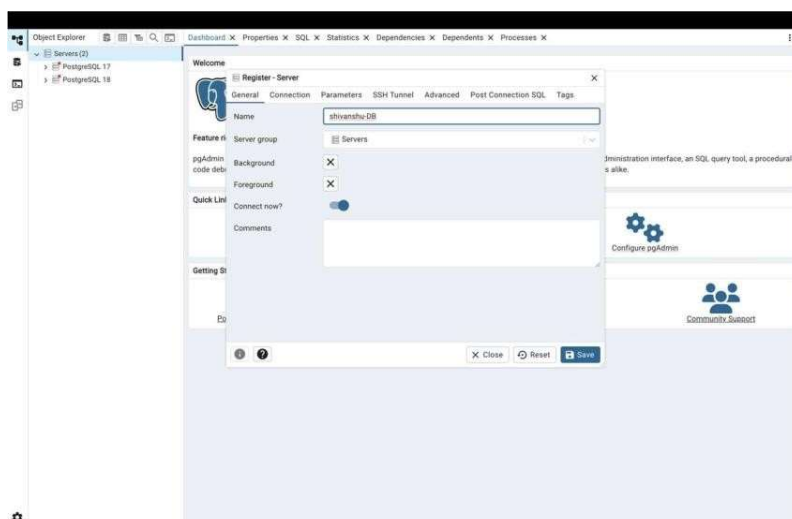 Object Explorer
Dashboard X Properties X SQL X Statistics X Dependencies X Dependents X Processes X
Servers (2)
PostgreSQL 17
PostgreSQL 18
Welcome
Register - Server
General Connection Parameters SSH Tunnel Advanced Post Connection SQL Tags
Name shivanshu-DB
Feature
Server group Servers
pgAdmin
Background
dministration interface, an SQL query tool, a procedural
code deb
s alike.
Foreground
Quick Lin
Connect now?
Comments
Configure pgAdmin
Getting S
Po
Community Support
Close Reset Save